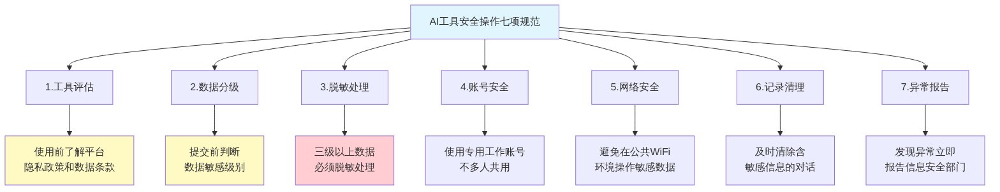 AI工具安全操作七项规范
1.工具评估
2.数据分级
3.脱敏处理
4.账号安全
5.网络安全
6.记录清理
7.异常报告
使用前了解平台
隐私政策和数据条款
提交前判断
数据敏感级别
三级以上数据
必须脱敏处理
使用专用工作账号
不多人共用
避免在公共WiFi
环境操作敏感数据
及时清除含
敏感信息的对话
发现异常立即
报告信息安全部门